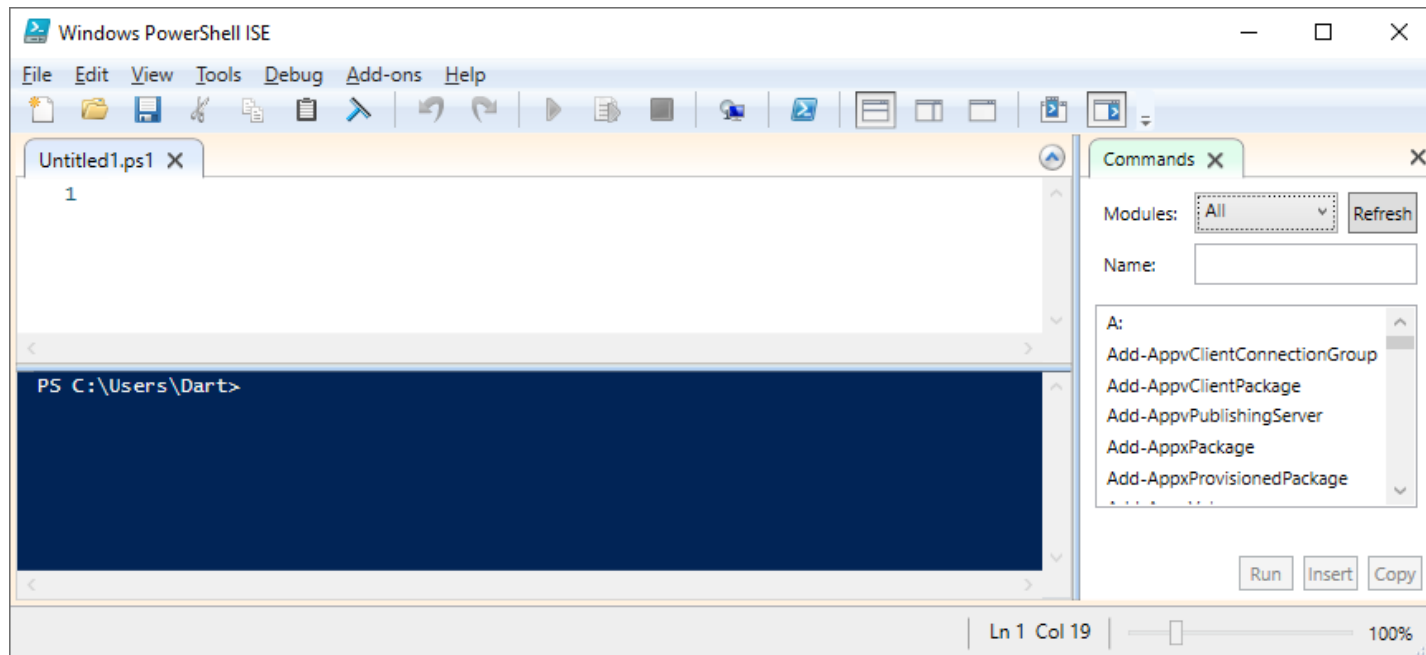 Windows PowerShell ISE
File Edit View Tools Debug Add-ons Help
Untitled1.ps1
1
PS C:\Users\Dart>
Commands
Modules: All Refresh
Name:
A:
Add-AppvClientConnectionGroup
Add-AppvClientPackage
Add-AppvPublishingServer
Add-AppxPackage
Add-AppxProvisionedPackage
Run Insert Copy
Ln 1 Col 19 100%